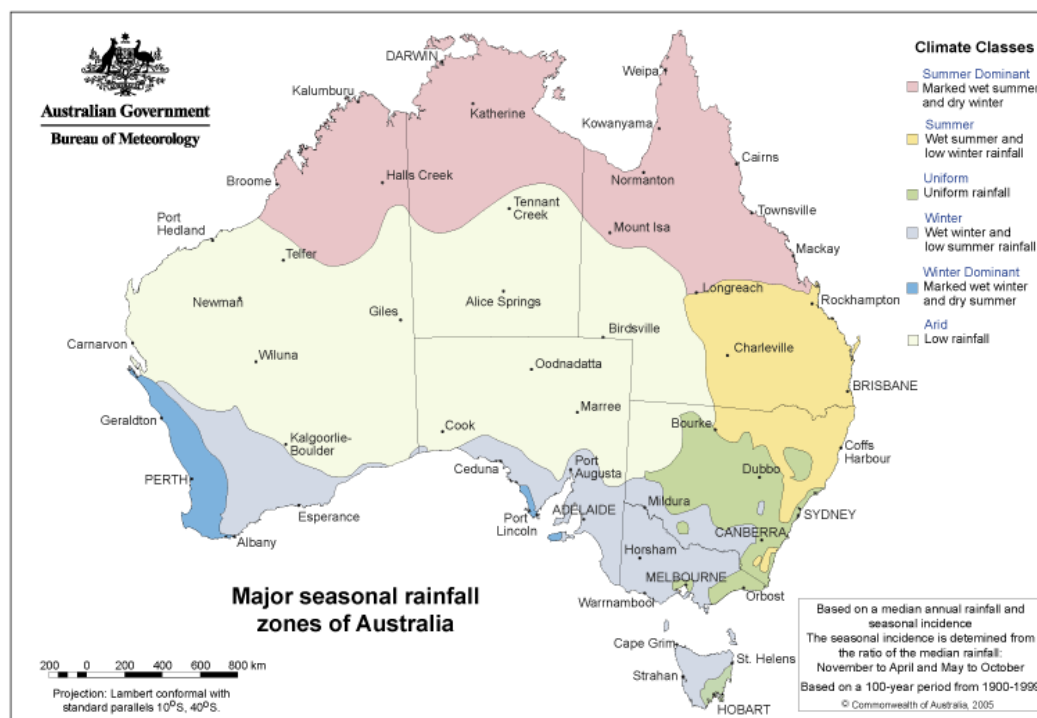 Australian Government
Bureau of Meteorology
DARWIN
Weipa
Kalumburu
Katherine
Kowanyama
Cairns
Broome
Halls Creek
Normanton
Tennant
Creek
Townsville
Port
Hedland
Mount Isa
Telfer
Mackay
Newman
Alice Springs
Longreach
Rockhampton
Giles
Birdsville
Carnarvon
Wiluna
Charleville
Oodnadatta
BRISBANE
Marree
Geraldton
Cook
Bourke
Kalgoorlie-
Boulder
Coffs
Harbour
Ceduna
Port
Augusta
Dubbo
PERTH
Mildura
Esperance
Port
Lincoln
ADELAIDE
SYDNEY
Albany
CANBERRA
Horsham
MELBOURNE
Orbost
Warrnambool
Cape Grim
St. Helens
Strahan
HOBART
Climate Classes
Summer Dominant
Marked wet summer
and dry winter
Summer
Wet summer and
low winter rainfall
Uniform
Uniform rainfall
Winter
Wet winter and
low summer rainfall
Winter Dominant
Marked wet winter
and dry summer
Arid
Low rainfall
Major seasonal rainfall
zones of Australia
200 0 200 400 600 800 km
Projection: Lambert conformal with
standard parallels 10°S, 40°S.
Based on a median annual rainfall and
seasonal incidence
The seasonal incidence is detemined from
the ratio of the median rainfall:
November to April and May to October
Based on a 100-year period from 1900-1999
© Commonwealth of Australia, 2005